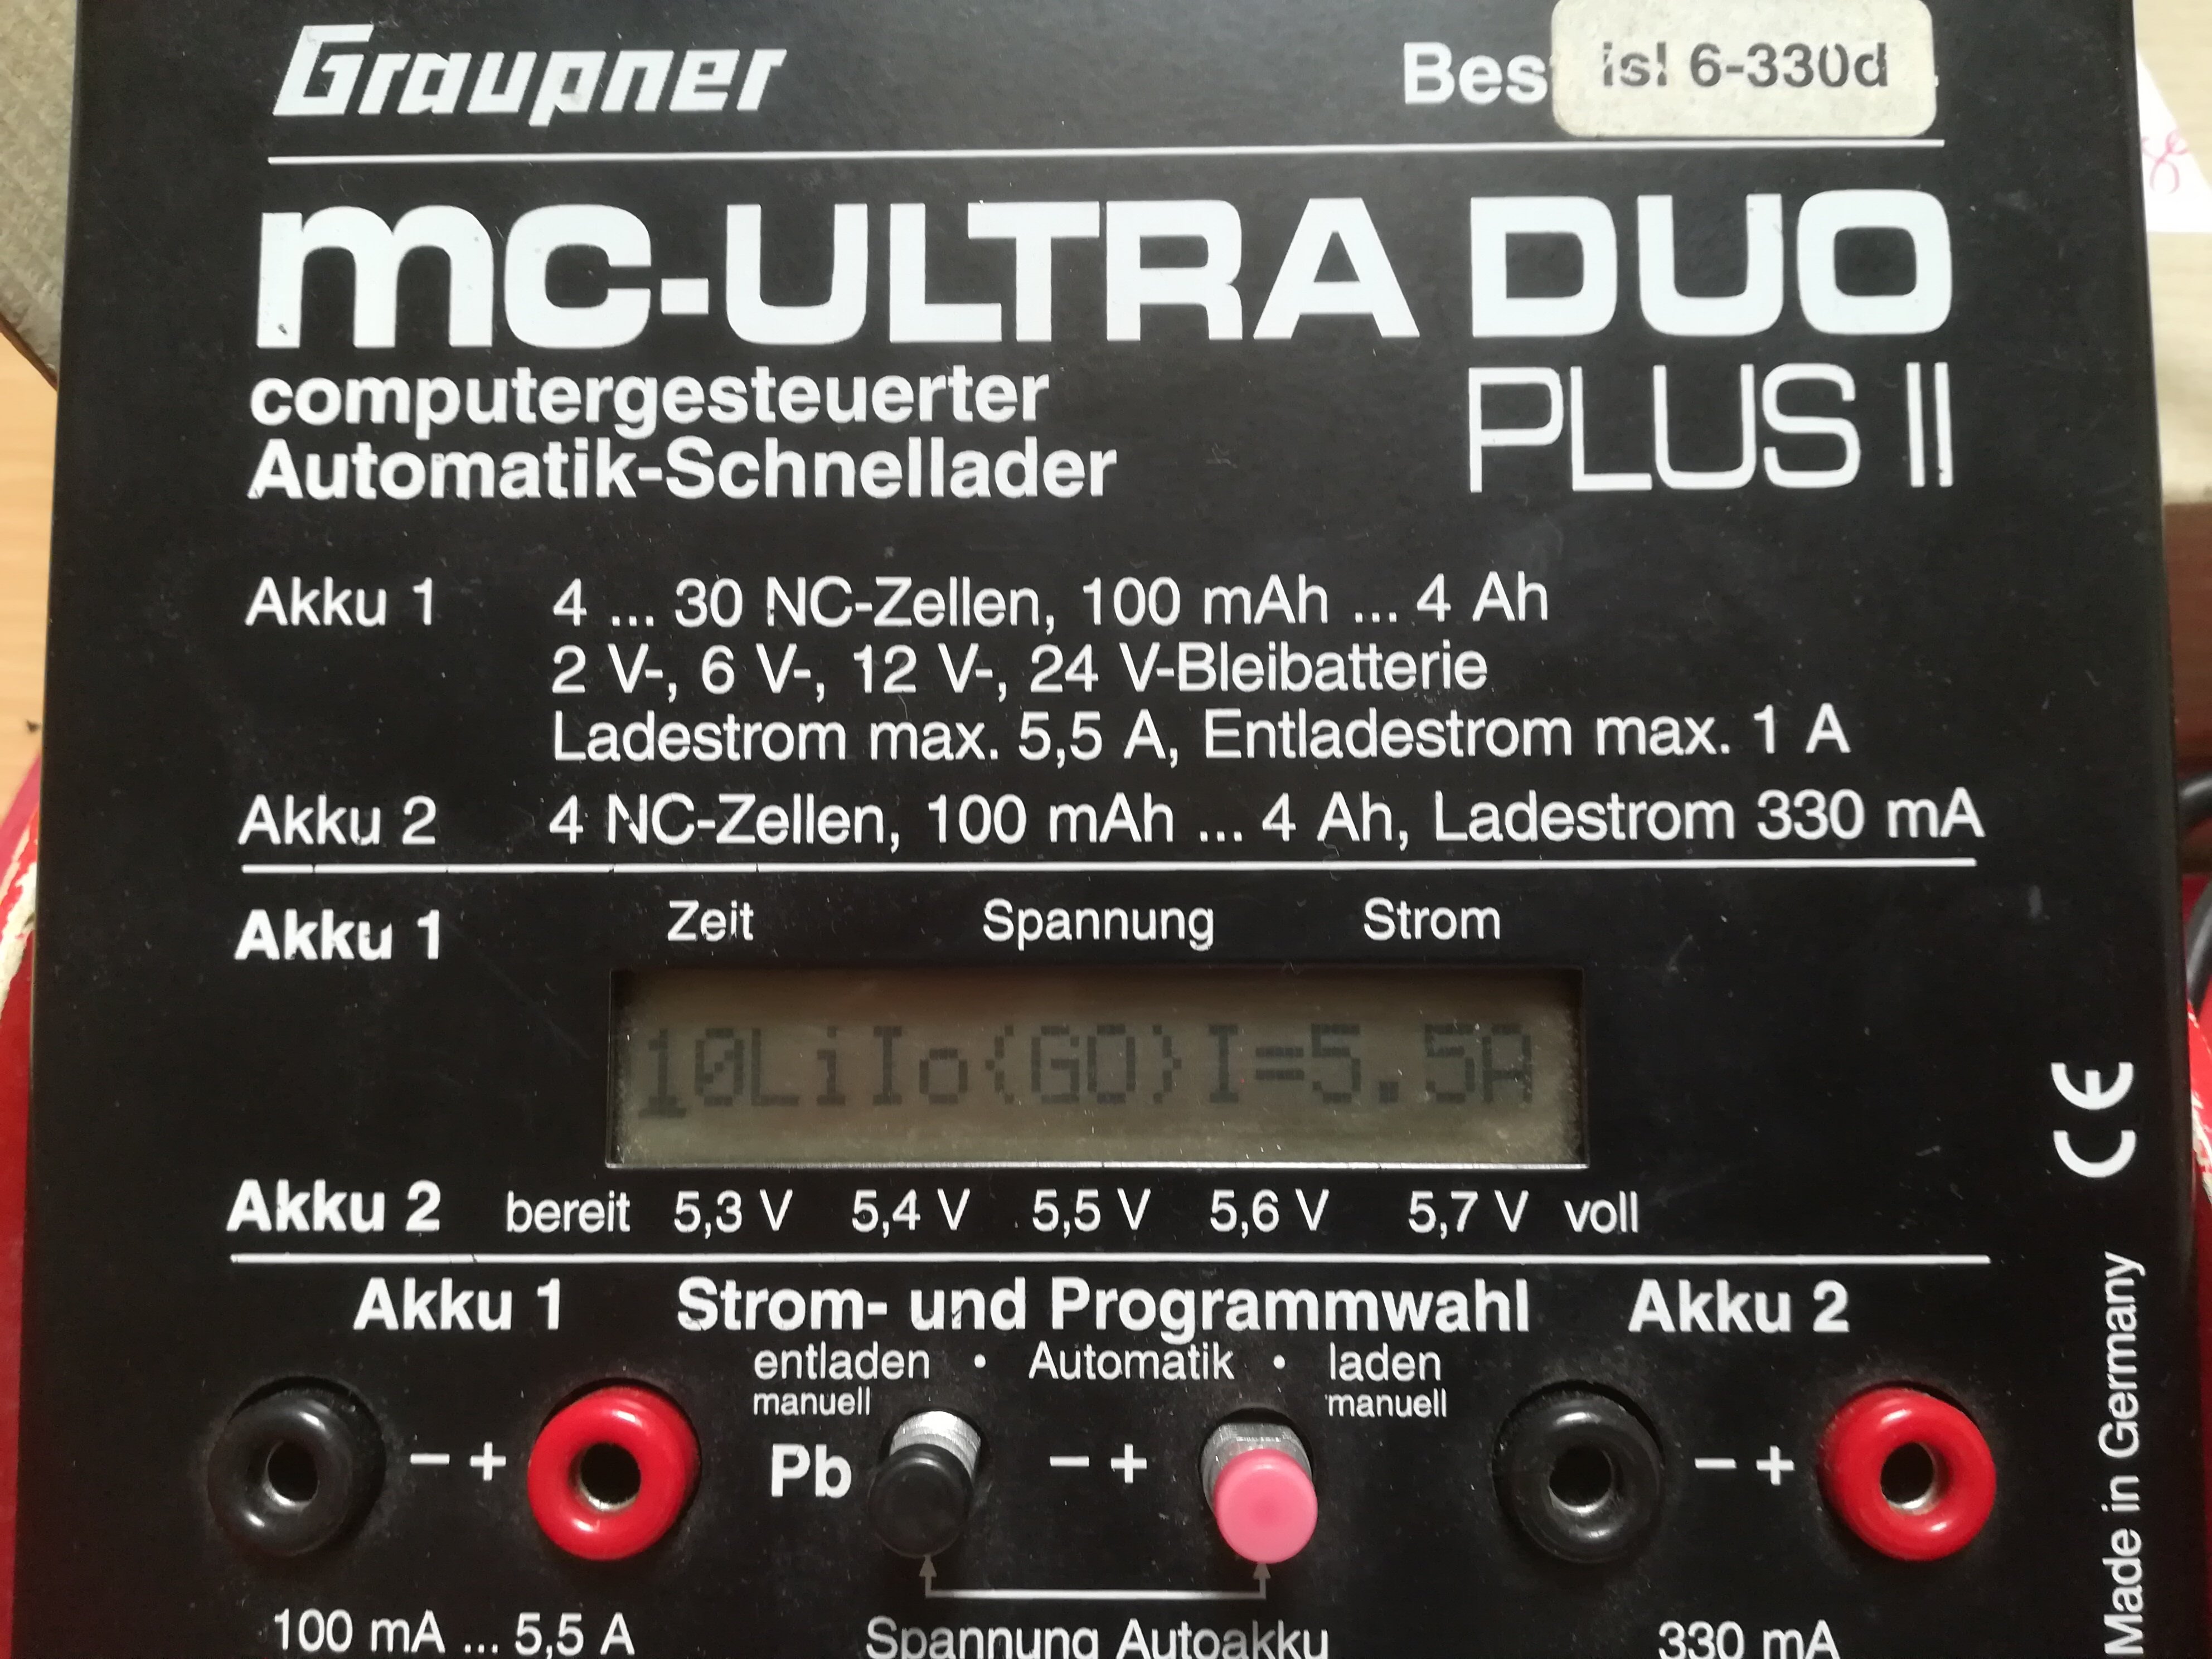 Graupner
Bes
isl 6-330d
mc-ULTRA DUO
PLUS II
computergesteuerter
Automatik-Schnellader
Akku 1 4 ... 30 NC-Zellen, 100 mAh ... 4 Ah
2 V-, 6 V-, 12 V-, 24 V-Bleibatterie
Ladestrom max. 5,5 A, Entladestrom max. 1 A
Akku 2 4 NC-Zellen, 100 mAh ... 4 Ah, Ladestrom 330 mA
Akku 1 Zeit Spannung Strom
10LiIo{GO}I=5.5A
Akku 2 bereit 5,3 V 5,4 V 5,5 V 5,6 V 5,7 V voll
Akku 1 Strom- und Programmwahl Akku 2
entladen • Automatik • laden
manuell manuell
- + Pb - + - +
100 mA ... 5,5 A Spannung Autoakku 330 mA
CE
Made in Germany